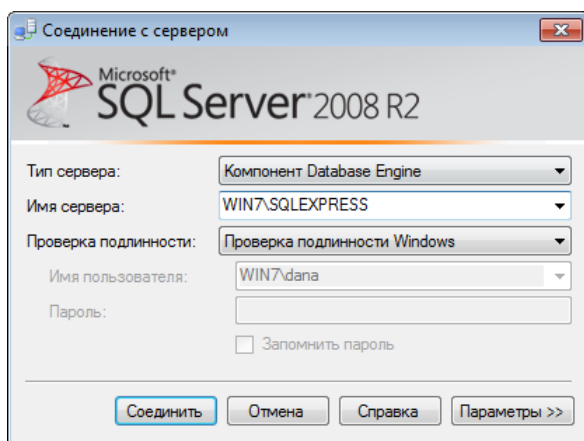 Соединение с сервером
Microsoft®
SQL Server® 2008 R2
Тип сервера: Компонент Database Engine
Имя сервера: WIN7\SQLEXPRESS
Проверка подлинности: Проверка подлинности Windows
Имя пользователя: WIN7\dana
Пароль:
Запомнить пароль
Соединить Отмена Справка Параметры >>